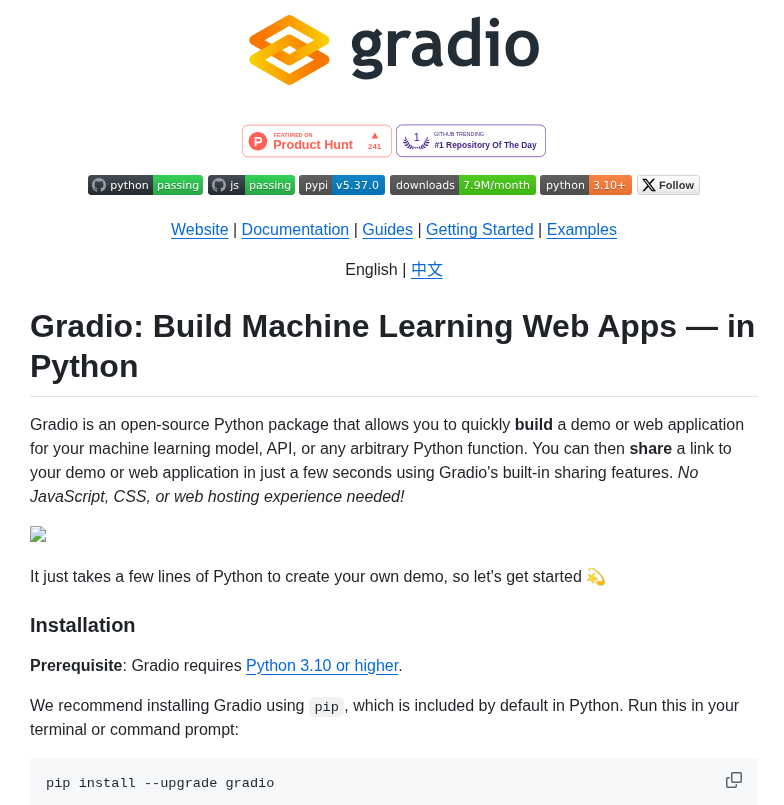 gradio
FEATURED ON
Product Hunt
241
1
GITHUB TRENDING
#1 Repository Of The Day
python passing
js passing
pypi v5.37.0
downloads 7.9M/month
python 3.10+
Follow
Website | Documentation | Guides | Getting Started | Examples
English | 中文
Gradio: Build Machine Learning Web Apps — in
Python
Gradio is an open-source Python package that allows you to quickly build a demo or web application
for your machine learning model, API, or any arbitrary Python function. You can then share a link to
your demo or web application in just a few seconds using Gradio's built-in sharing features. No
JavaScript, CSS, or web hosting experience needed!
It just takes a few lines of Python to create your own demo, so let's get started 💫
Installation
Prerequisite: Gradio requires Python 3.10 or higher.
We recommend installing Gradio using pip, which is included by default in Python. Run this in your
terminal or command prompt:
pip install --upgrade gradio